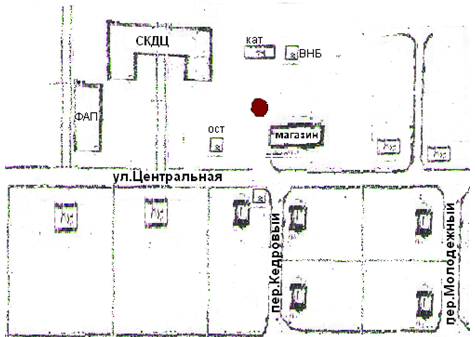 СКДЦ
кат
ВНБ
ФАП
ост
магазин
ул.Центральная
пер.Кедровый
пер.Молодежный